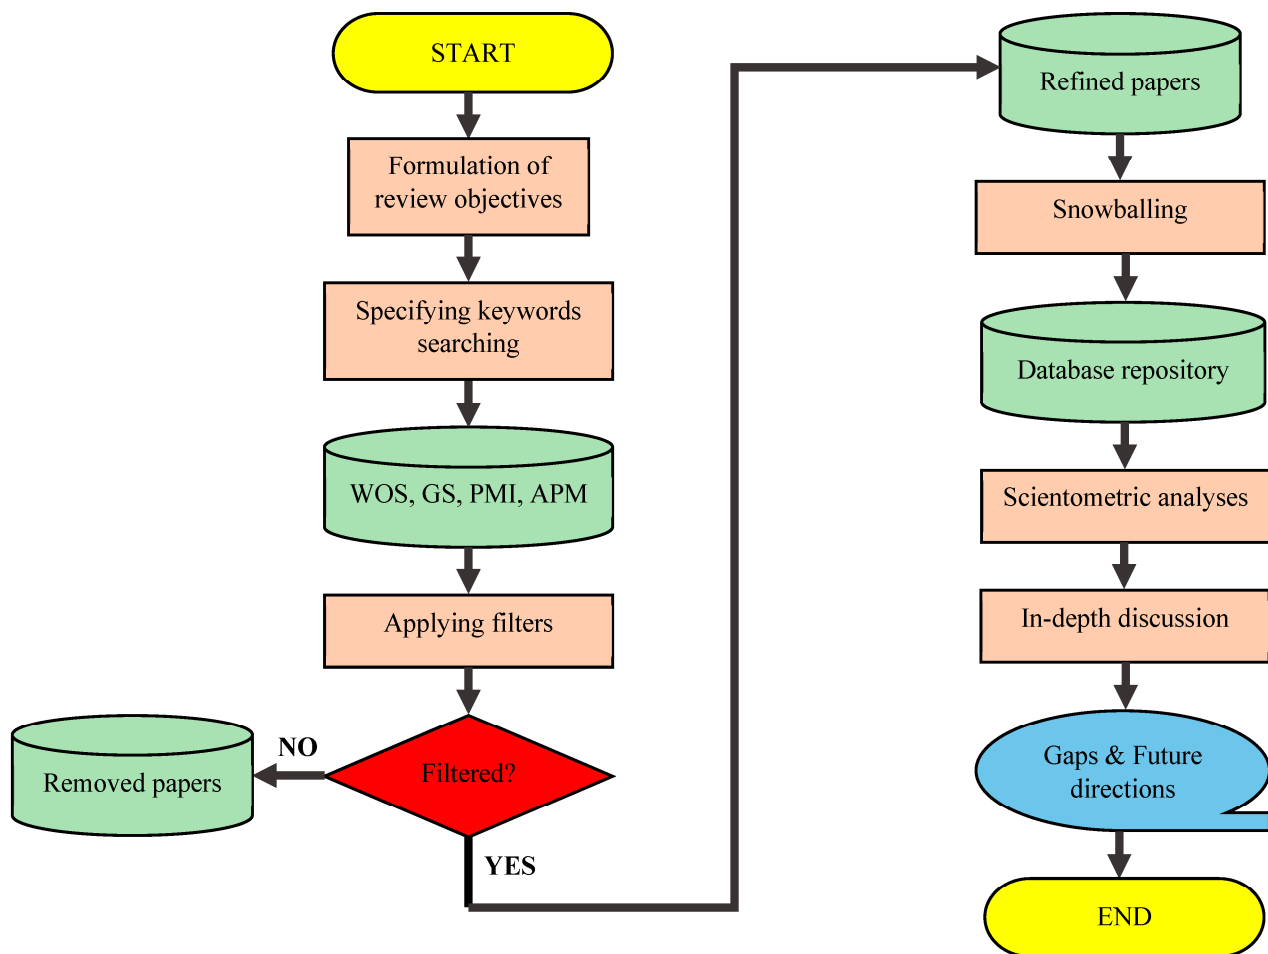 START
Formulation of
review objectives
Specifying keywords
searching
WOS, GS, PMI, APM
Applying filters
Filtered?
NO
Removed papers
YES
Refined papers
Snowballing
Database repository
Scientometric analyses
In-depth discussion
Gaps & Future
directions
END